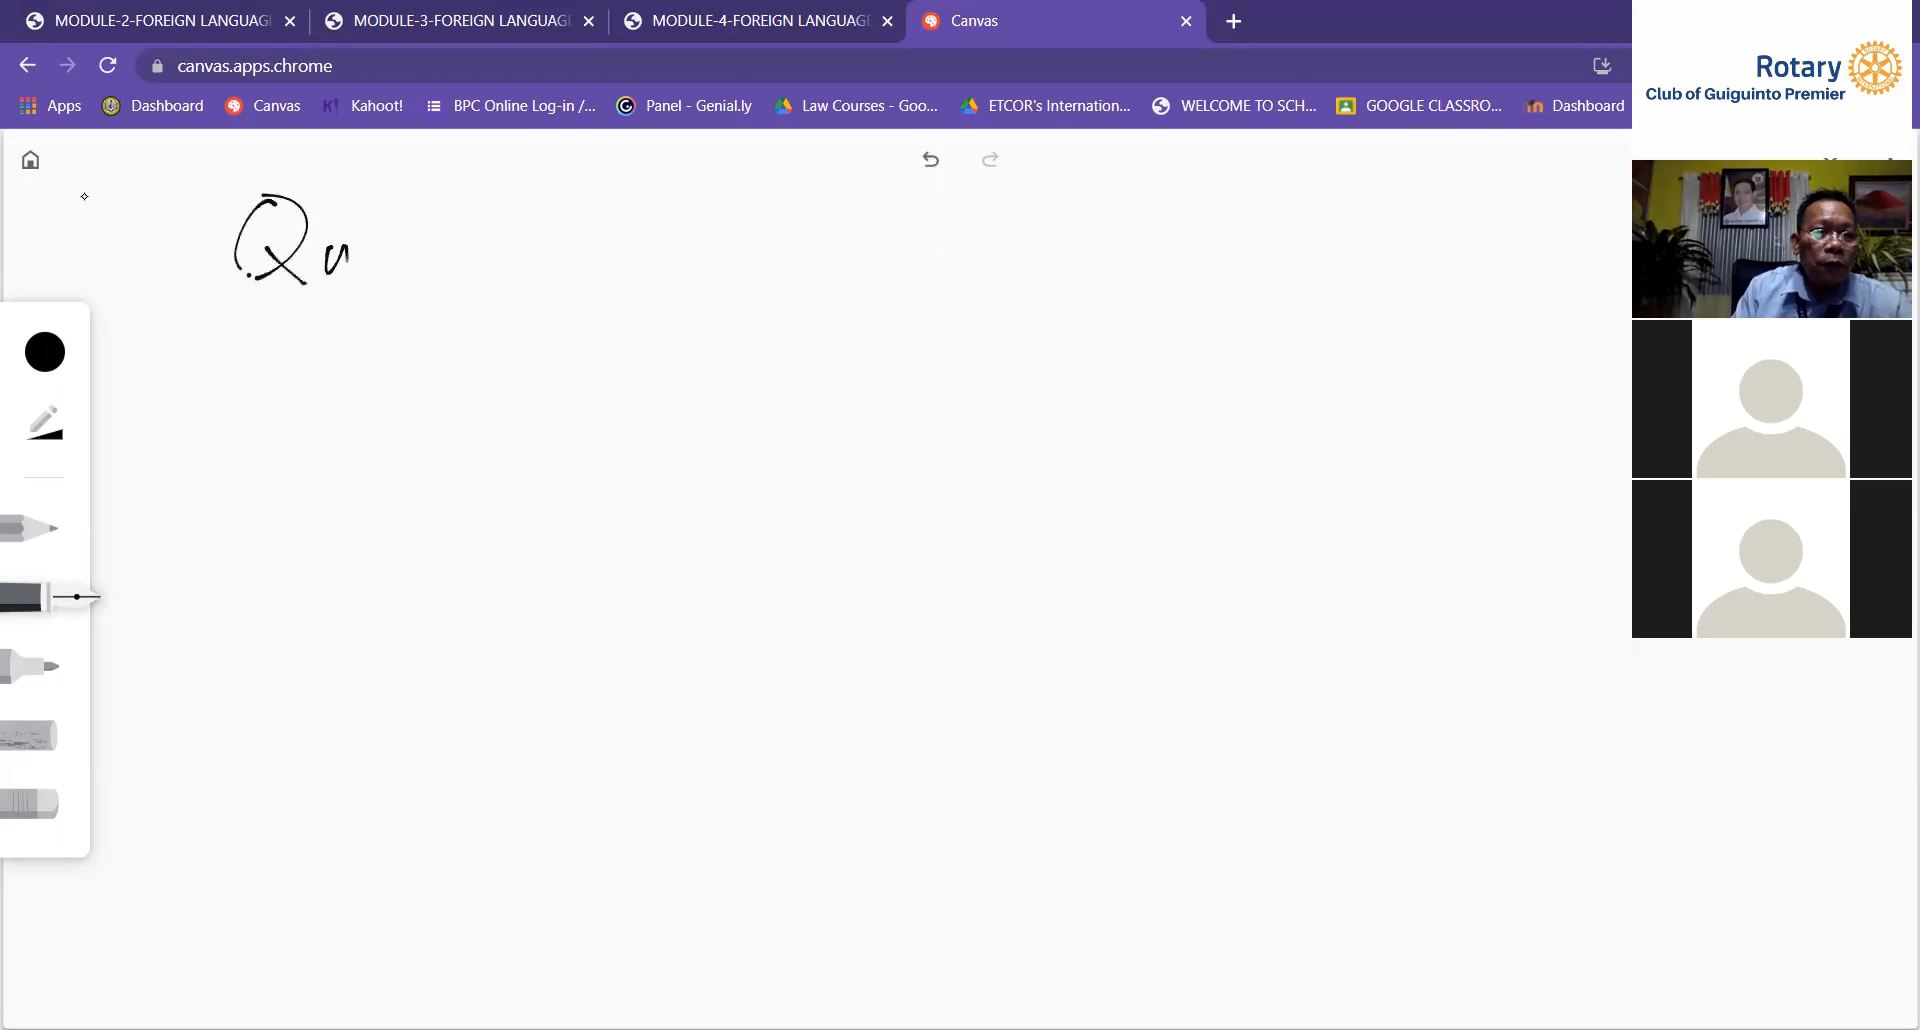 MODULE-2-FOREIGN LANGUAG
MODULE-3-FOREIGN LANGUAG
MODULE-4-FOREIGN LANGUAGE
Canvas
canvas.apps.chrome
Apps
Dashboard
Canvas
K!
Kahoot!
BPC Online Log-in /...
Panel - Genial.ly
Law Courses - Goo...
ETCOR's Internation...
WELCOME TO SCH...
GOOGLE CLASSRO...
Dashboard
Rotary
Club of Guiguinto Premier
Qu